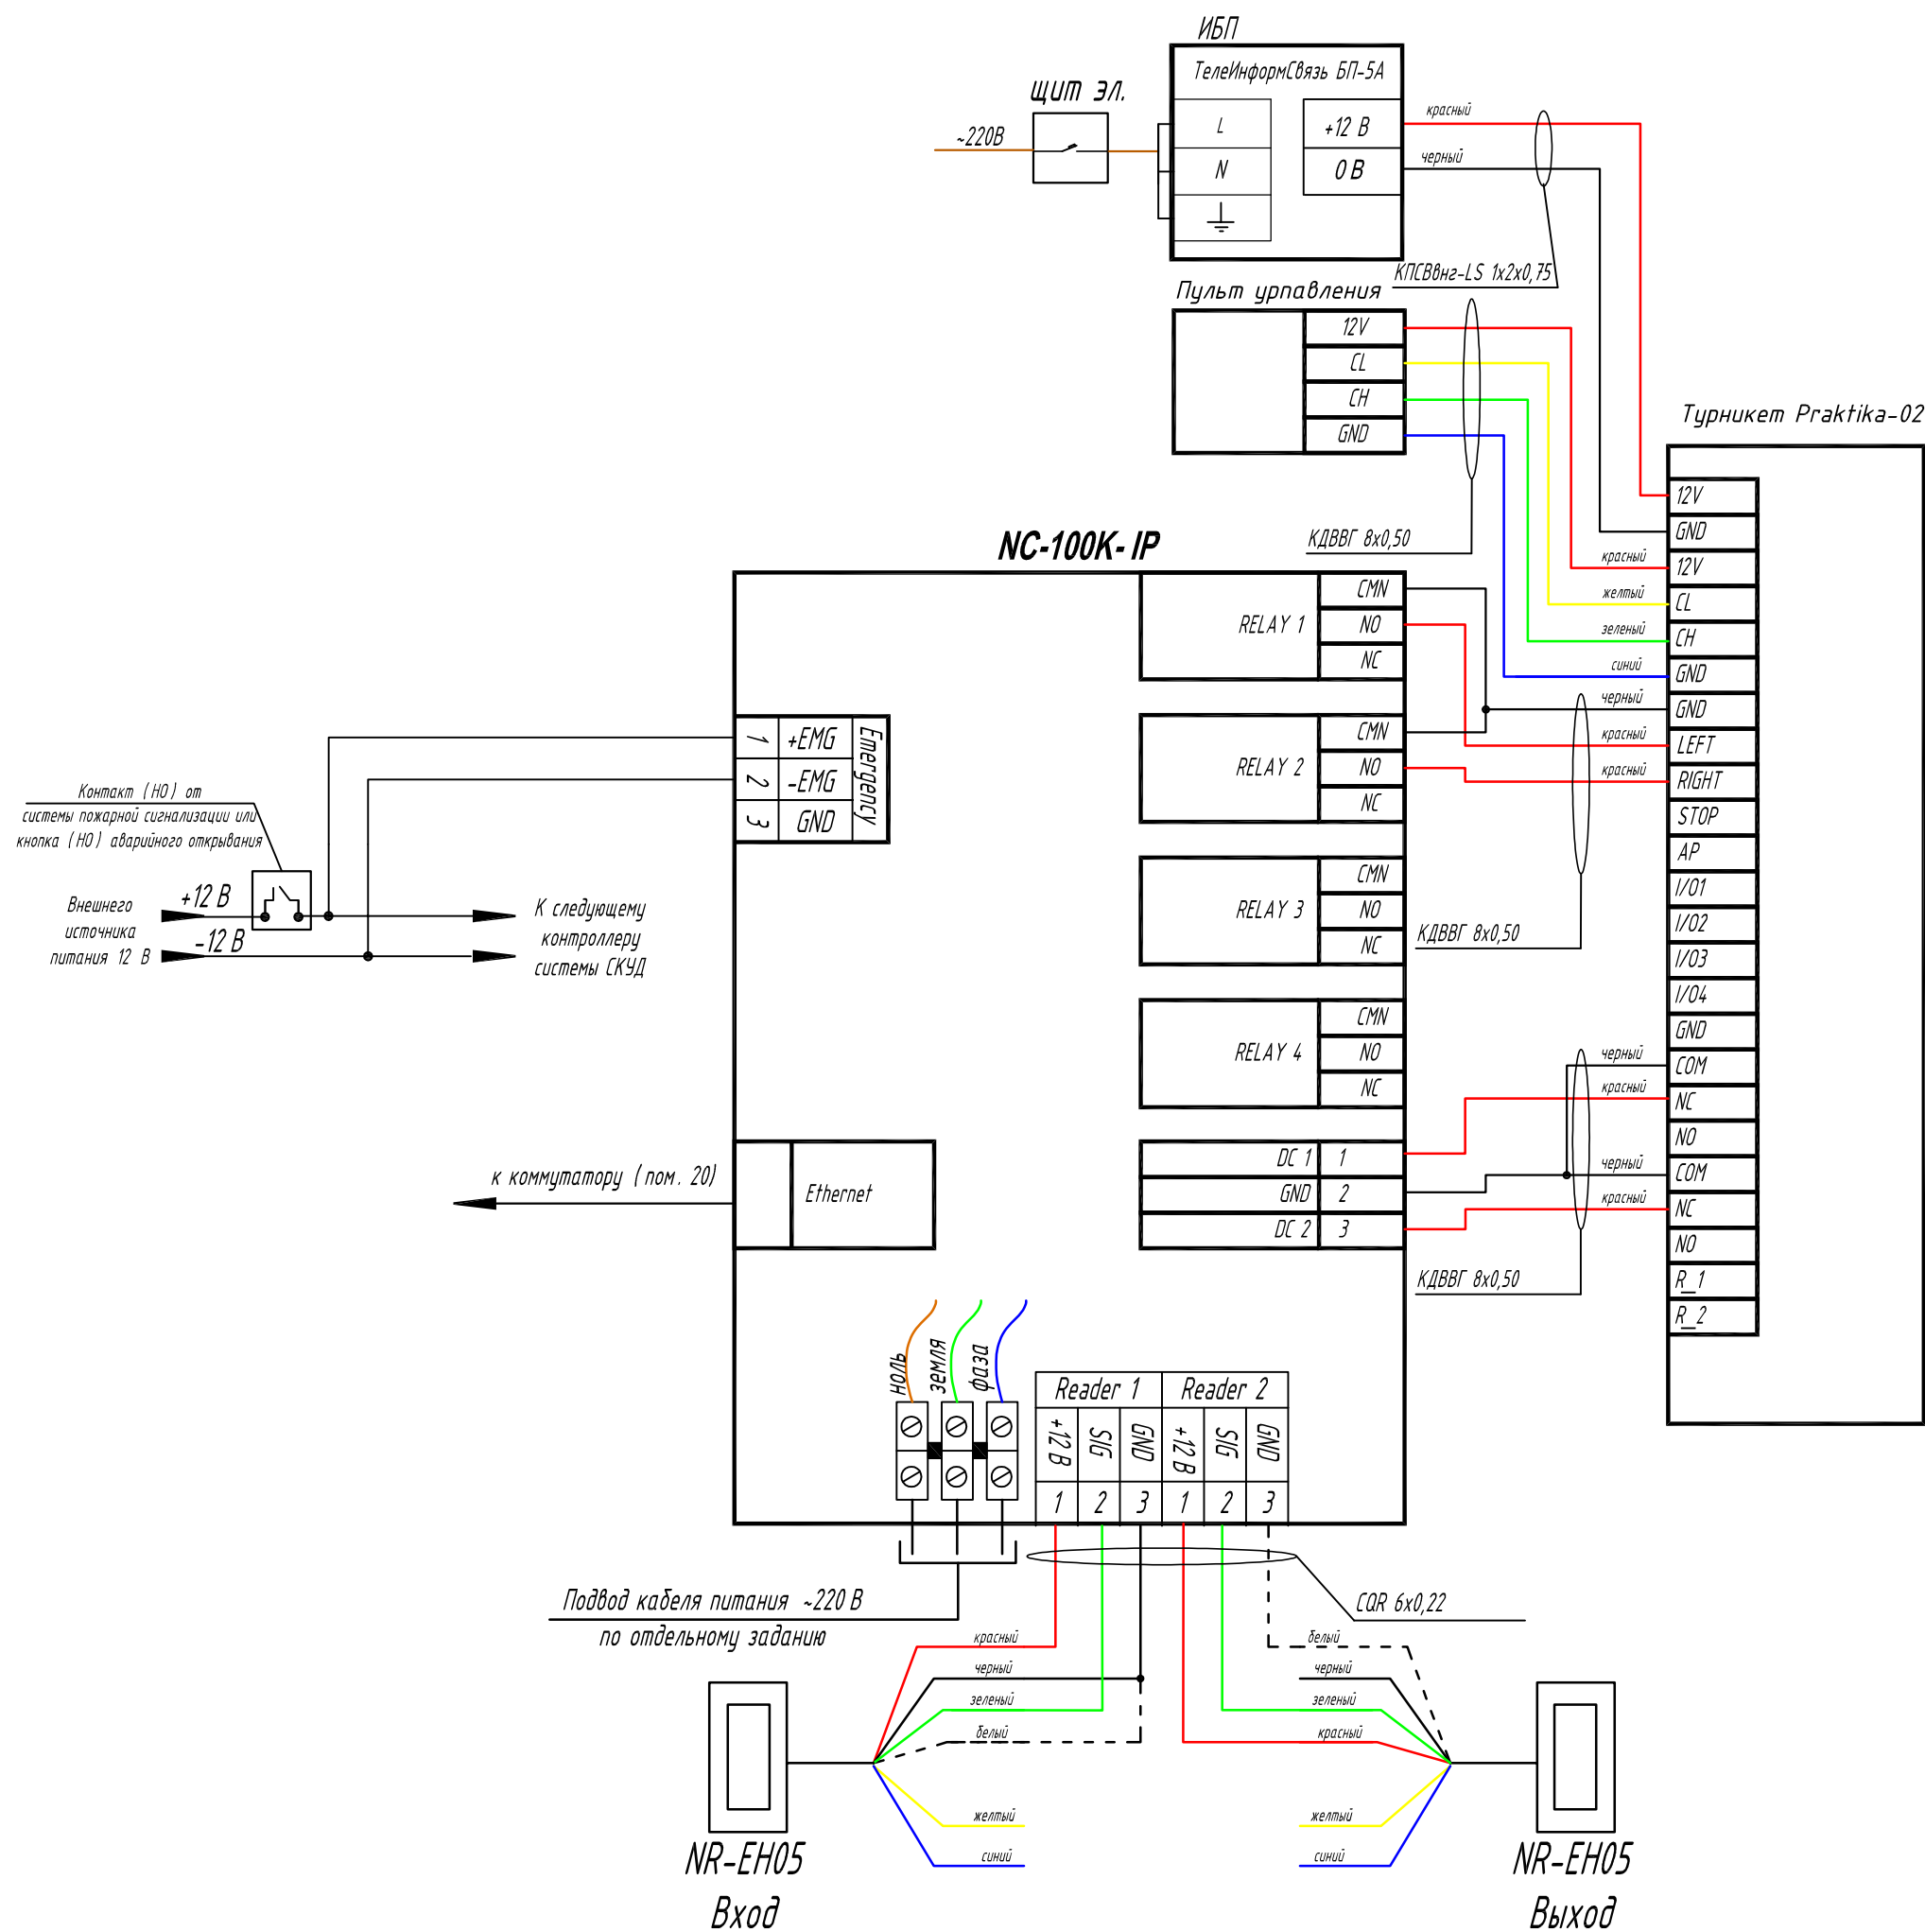 ИБП
ТелеИнформСвязь БП-5А
щит эл.
~220В
L
N
+12 В
0 В
красный
черный
КПСВВнг-LS 1х2х0,75
Пульт урпавления
12V
CL
CH
GND
КДВВГ 8х0,50
Турникет Praktika-02
12V
GND
12V
CL
CH
GND
GND
LEFT
RIGHT
STOP
AP
I/O1
I/O2
I/O3
I/O4
GND
COM
NC
NO
COM
NC
NO
R_1
R_2
красный
желтый
зеленый
синий
черный
красный
красный
КДВВГ 8х0,50
черный
красный
черный
красный
КДВВГ 8х0,50
NC-100K-IP
RELAY 1
CMN
NO
NC
RELAY 2
CMN
NO
NC
RELAY 3
CMN
NO
NC
RELAY 4
CMN
NO
NC
DC 1 1
GND 2
DC 2 3
1 +EMG
2 -EMG
3 GND
Emergency
Контакт (НО) от
системы пожарной сигнализации или
кнопка (НО) аварийного открывания
Внешнего
источника
питания 12 В
+12 В
-12 В
К следующему
контроллеру
системы СКУД
к коммутатору (пом. 20)
Ethernet
ноль
земля
фаза
Reader 1 Reader 2
+12 В SIG GND +12 В SIG GND
1 2 3 1 2 3
Подвод кабеля питания ~220 В
по отдельному заданию
CQR 6х0,22
красный
черный
зеленый
белый
желтый
синий
белый
черный
зеленый
красный
желтый
синий
NR-EH05
Вход
NR-EH05
Выход